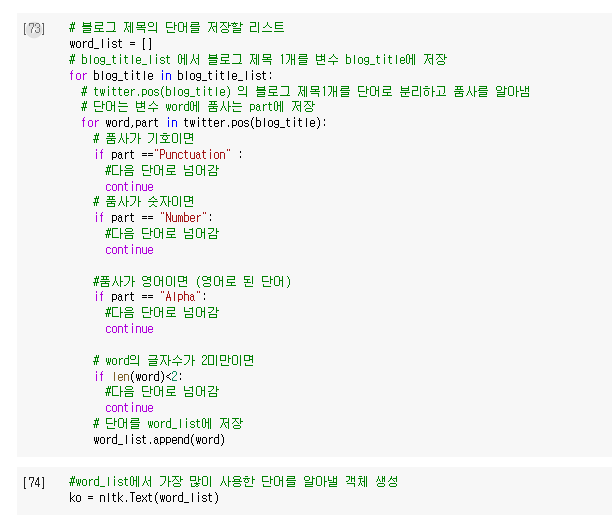 [73] # 블로그 제목의 단어를 저장할 리스트
word_list = []
# blog_title_list 에서 블로그 제목 1개를 변수 blog_title에 저장
for blog_title in blog_title_list:
# twitter.pos(blog_title) 의 블로그 제목1개를 단어로 분리하고 품사를 알아냄
# 단어는 변수 word에 품사는 part에 저장
for word,part in twitter.pos(blog_title):
# 품사가 기호이면
if part =="Punctuation" :
#다음 단어로 넘어감
continue
# 품사가 숫자이면
if part == "Number":
#다음 단어로 넘어감
continue
#품사가 영어이면 (영어로 된 단어)
if part == "Alpha":
#다음 단어로 넘어감
continue
# word의 글자수가 2미만이면
if len(word)<2:
#다음 단어로 넘어감
continue
# 단어를 word_list에 저장
word_list.append(word)
[74] #word_list에서 가장 많이 사용한 단어를 알아낼 객체 생성
ko = nltk.Text(word_list)